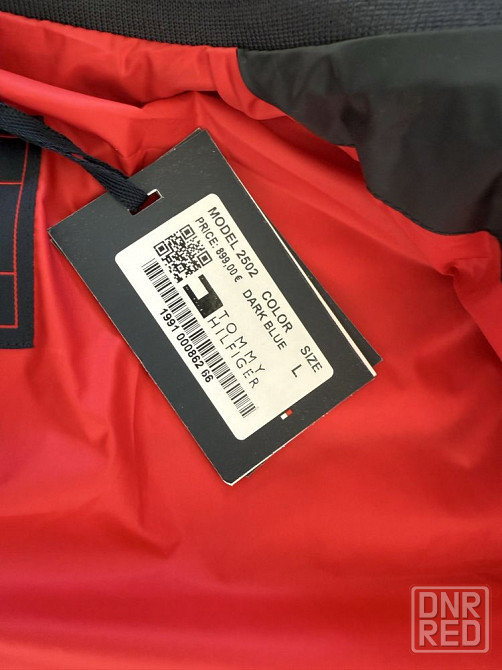 MODEL 2502 COLOR SIZE
PRICE: 899.00 € DARK BLUE L
TOMMY
HILFIGER
1991 000862 66
DNR
RED